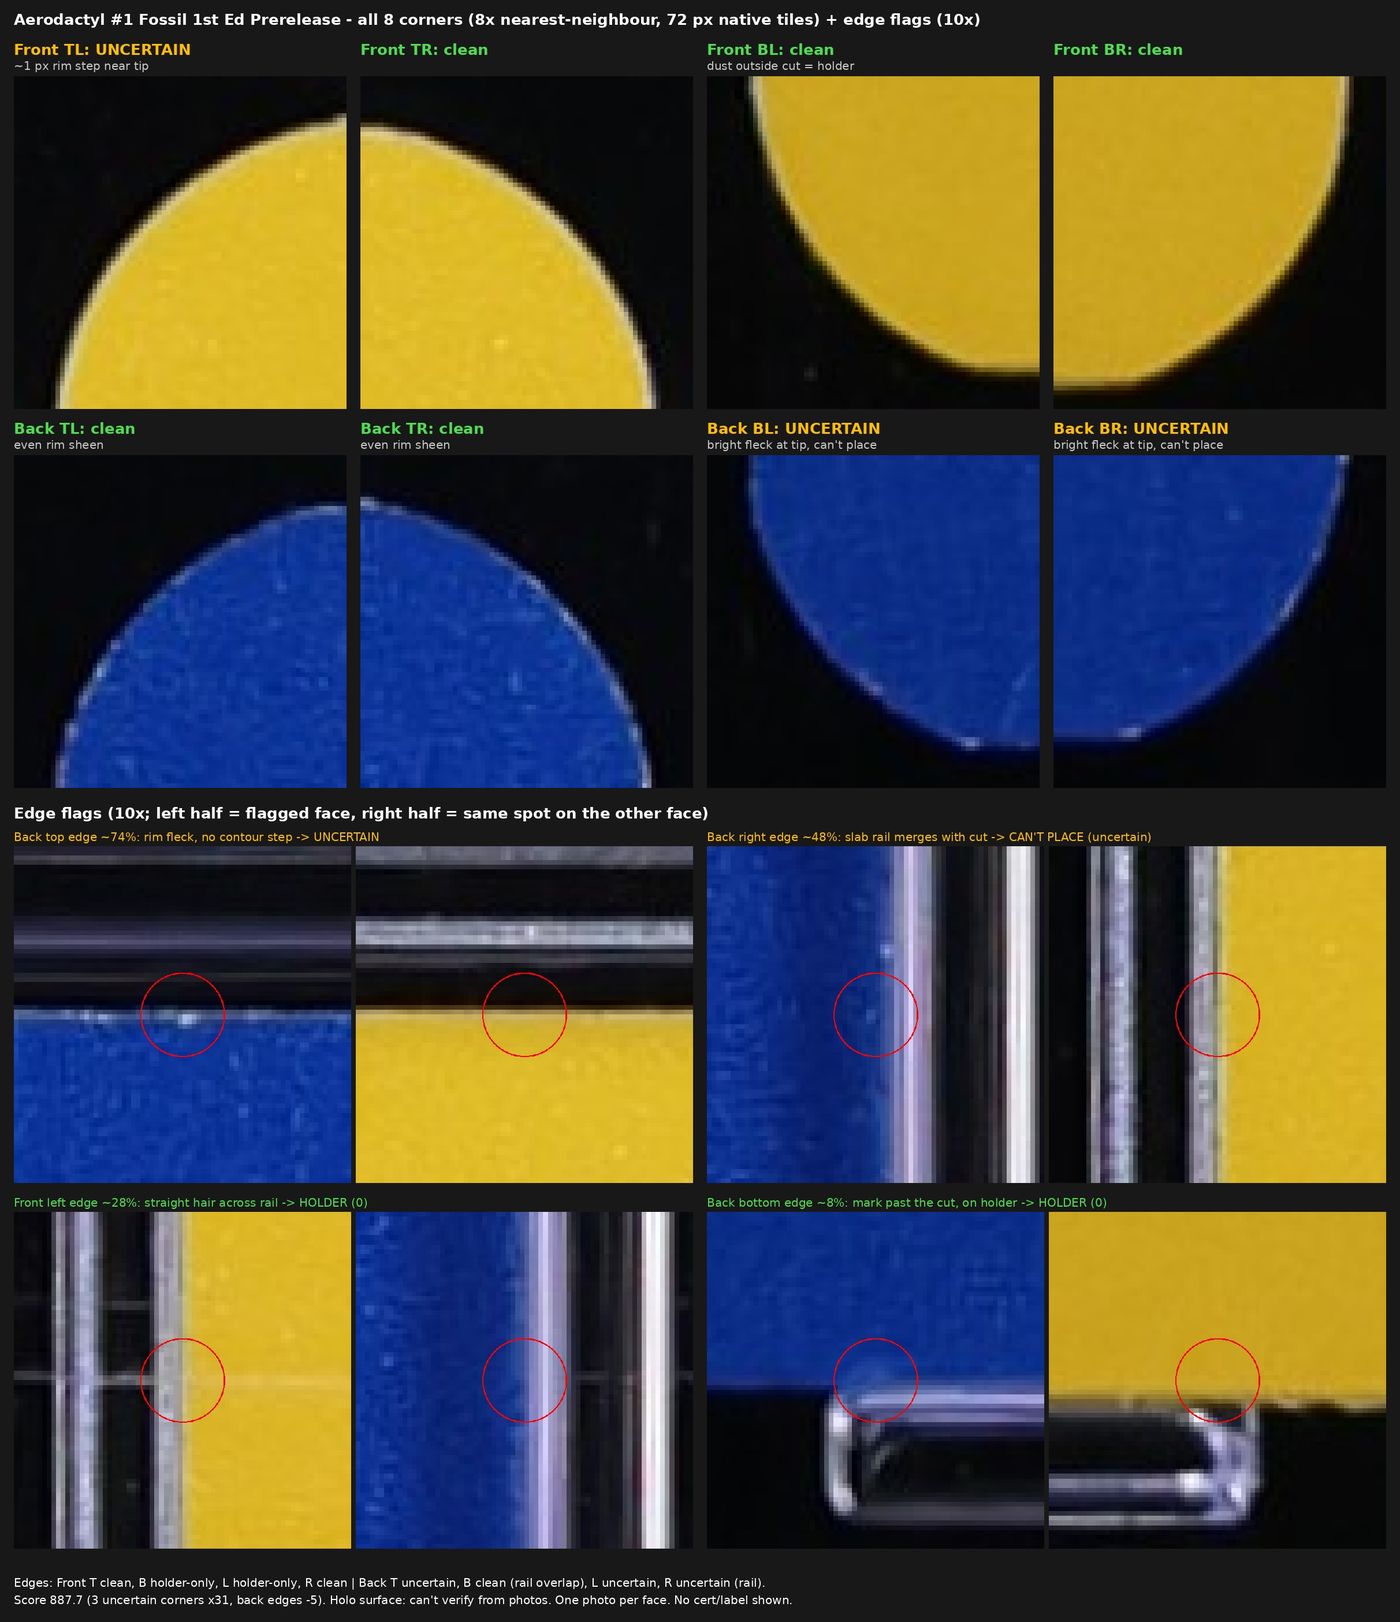 Aerodactyl #1 Fossil 1st Ed Prerelease - all 8 corners (8x nearest-neighbour, 72 px native tiles) + edge flags (10x)
Front TL: UNCERTAIN
~1 px rim step near tip
Front TR: clean
Front BL: clean
dust outside cut = holder
Front BR: clean
Back TL: clean
even rim sheen
Back TR: clean
even rim sheen
Back BL: UNCERTAIN
bright fleck at tip, can't place
Back BR: UNCERTAIN
bright fleck at tip, can't place
Edge flags (10x; left half = flagged face, right half = same spot on the other face)
Back top edge ~74%: rim fleck, no contour step -> UNCERTAIN
Back right edge ~48%: slab rail merges with cut -> CAN'T PLACE (uncertain)
Front left edge ~28%: straight hair across rail -> HOLDER (0)
Back bottom edge ~8%: mark past the cut, on holder -> HOLDER (0)
Edges: Front T clean, B holder-only, L holder-only, R clean | Back T uncertain, B clean (rail overlap), L uncertain, R uncertain (rail).
Score 887.7 (3 uncertain corners x31, back edges -5). Holo surface: can't verify from photos. One photo per face. No cert/label shown.